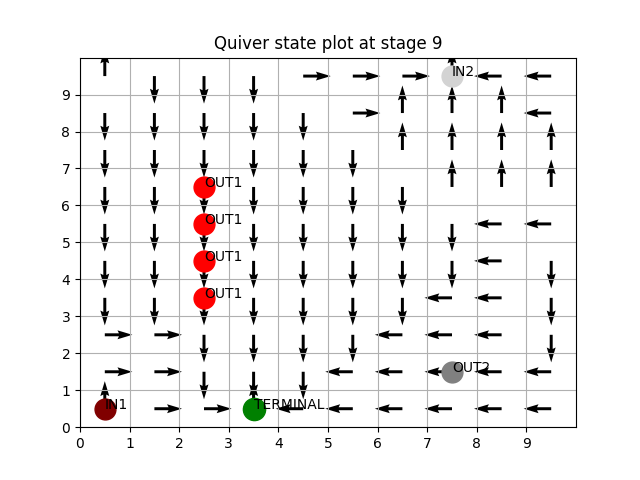 Quiver state plot at stage 9
IN2
9
8
7
OUT1
6
OUT1
5
OUT1
4
OUT1
3
2
OUT2
1
IN1
TERMINAL
0
0 1 2 3 4 5 6 7 8 9